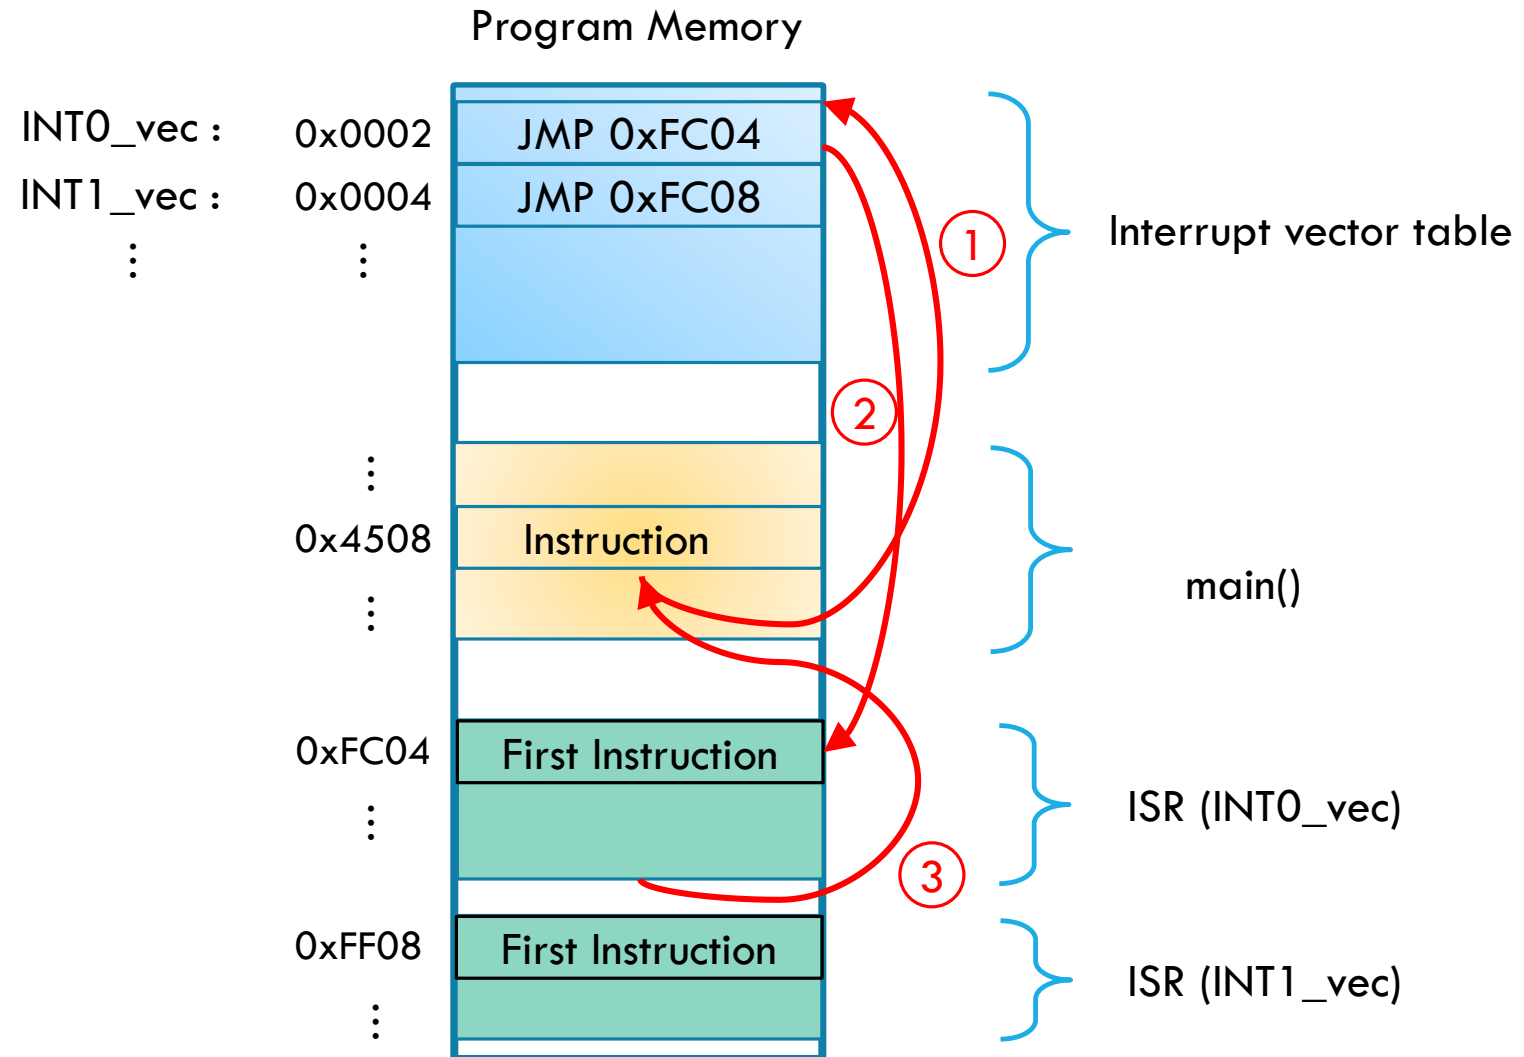 Program Memory
INT0_vec : 0x0002 JMP 0xFC04
INT1_vec : 0x0004 JMP 0xFC08
⋮ ⋮
1
Interrupt vector table
2
⋮
0x4508 Instruction
⋮
main()
0xFC04 First Instruction
⋮
ISR (INT0_vec)
3
0xFF08 First Instruction
ISR (INT1_vec)
⋮